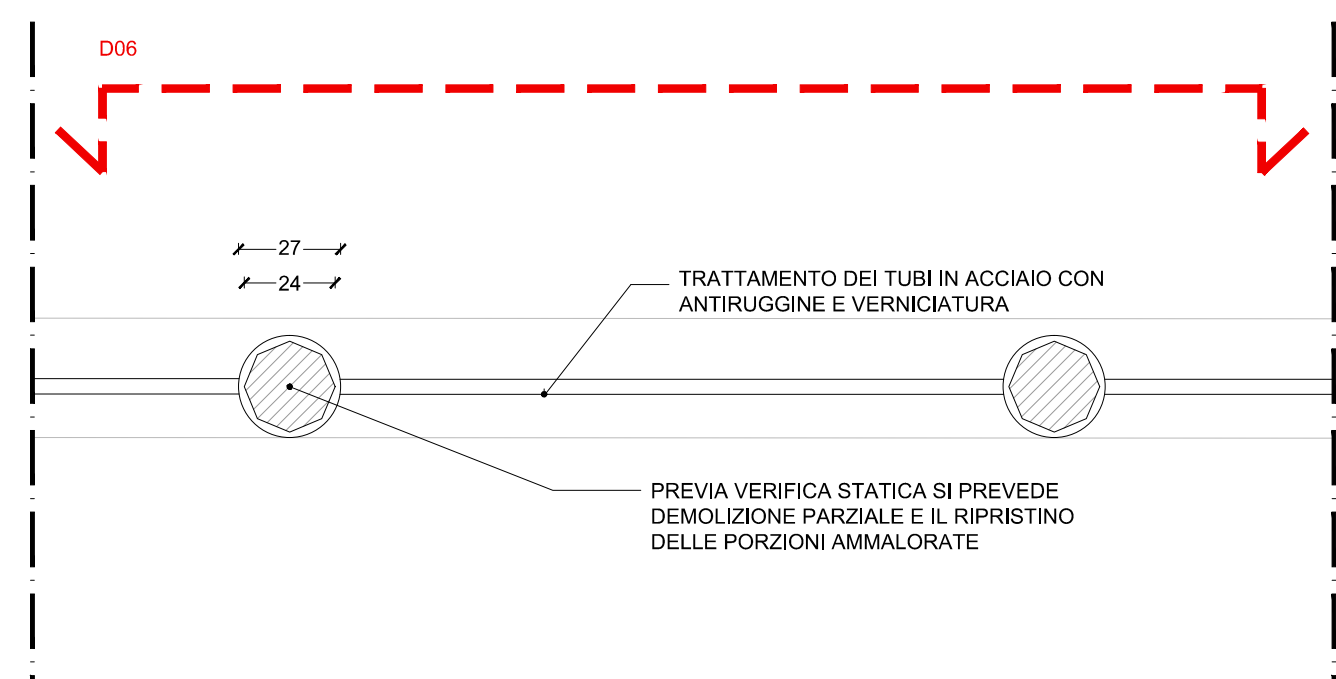 D06
27
24
TRATTAMENTO DEI TUBI IN ACCIAIO CON
ANTIRUGGINE E VERNICIATURA
PREVIA VERIFICA STATICA SI PREVEDE
DEMOLIZIONE PARZIALE E IL RIPRISTINO
DELLE PORZIONI AMMALORATE